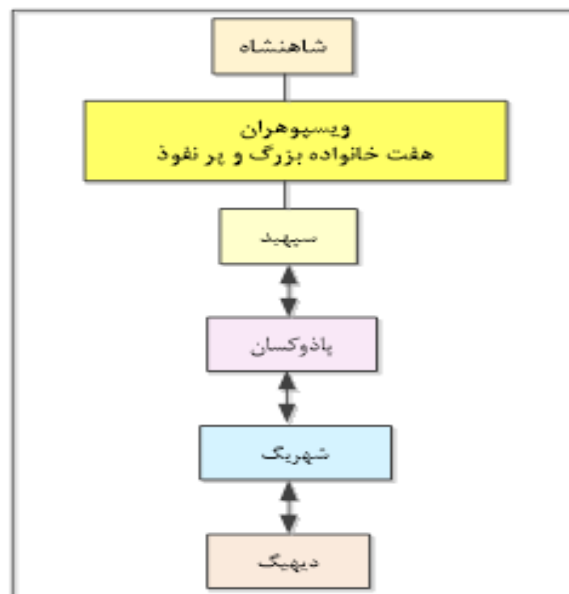 شاهنشاه
ویسپوهران
هفت خانواده بزرگ و پر نفوذ
سپهبد
پاذوکسان
شهریگ
دیهیگ